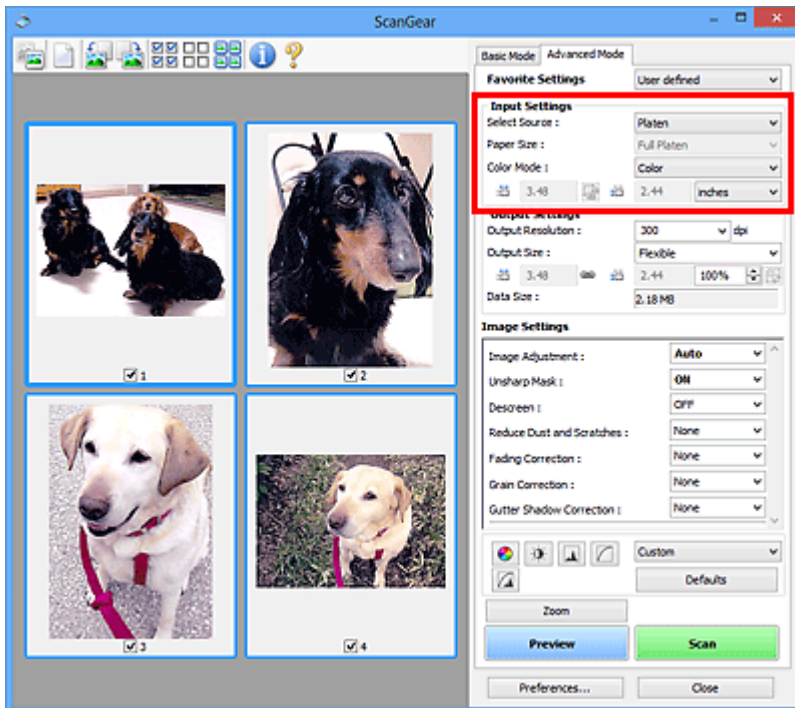 ScanGear
Basic Mode Advanced Mode
Favorite Settings User defined
Input Settings
Select Source : Platen
Paper Size : Full Platen
Color Mode : Color
3.48 2.44 inches
Output Settings
Output Resolution : 300 dpi
Output Size : Flexible
3.48 2.44 100%
Data Size : 2.18 MB
Image Settings
Image Adjustment : Auto
Unsharp Mask : ON
Descreen : OFF
Reduce Dust and Scratches : None
Fading Correction : None
Grain Correction : None
Gutter Shadow Correction : None
Custom
Defaults
Zoom
Preview Scan
Preferences... Close
1
2
3
4